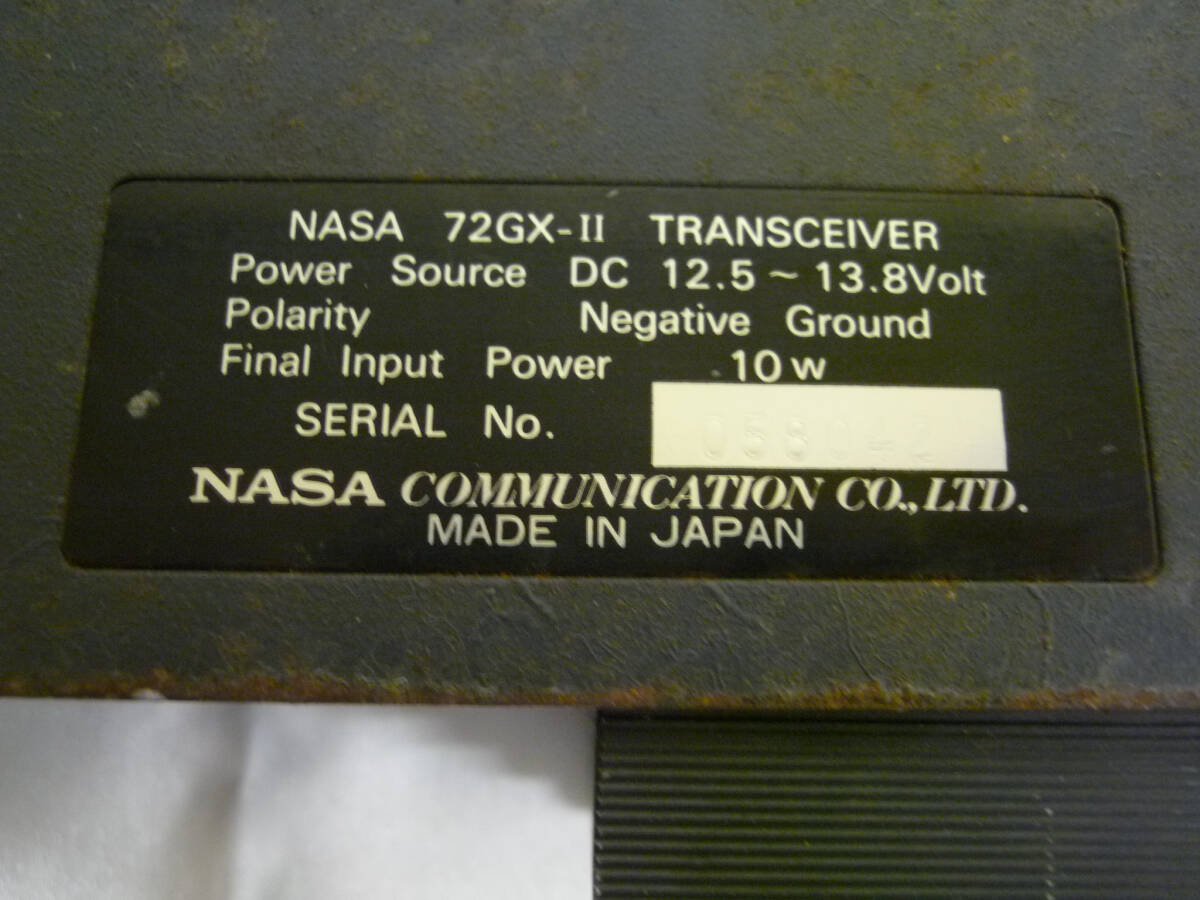 NASA 72GX-II TRANSCEIVER
Power Source DC 12.5 ~ 13.8Volt
Polarity Negative Ground
Final Input Power 10 w
SERIAL No.
NASA COMMUNICATION CO., LTD.
MADE IN JAPAN